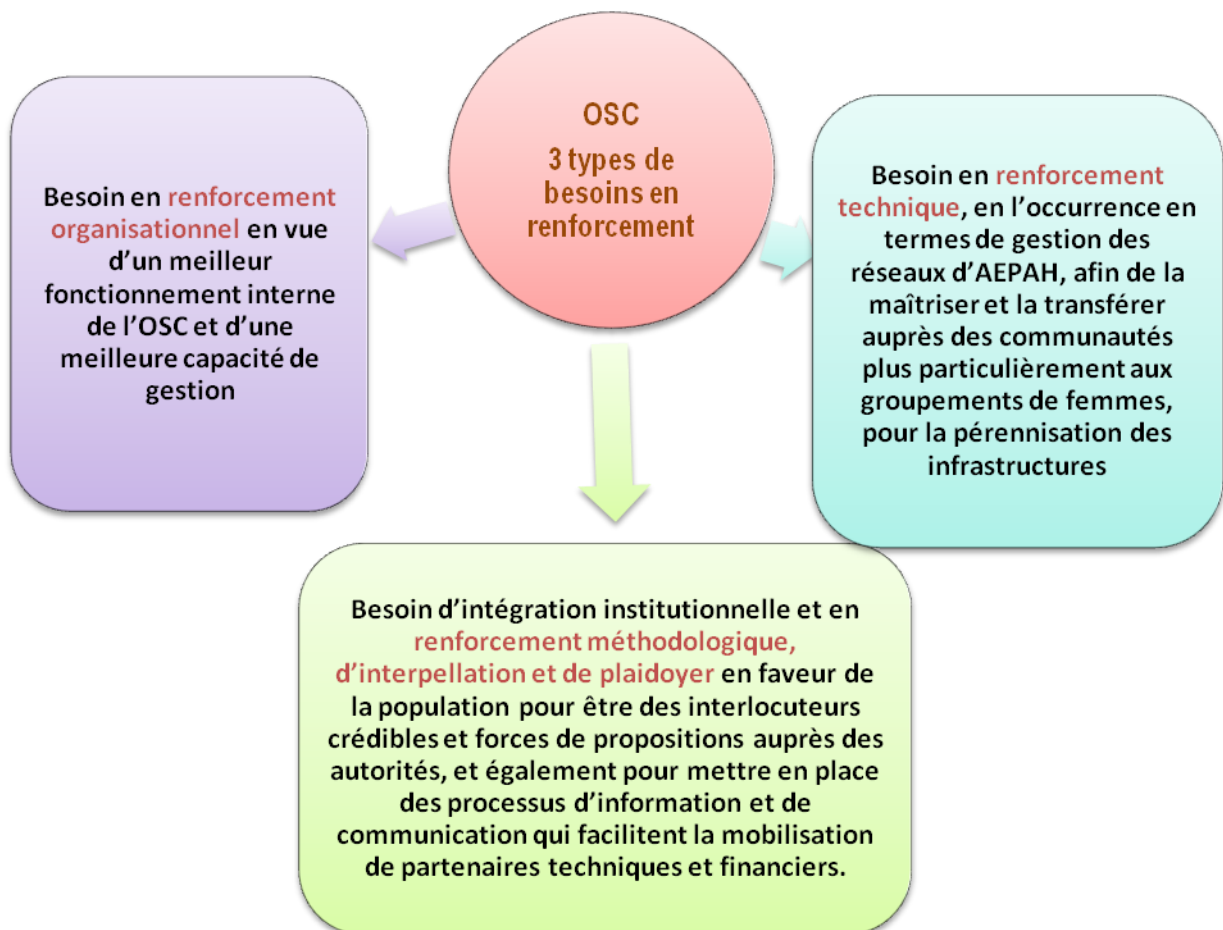 OSC
3 types de
besoins en
renforcement
Besoin en renforcement
organisationnel en vue
d’un meilleur
fonctionnement interne
de l’OSC et d’une
meilleure capacité de
gestion
Besoin en renforcement
technique, en l’occurrence en
termes de gestion des
réseaux d’AEPAH, afin de la
maîtriser et la transférer
auprès des communautés
plus particulièrement aux
groupements de femmes,
pour la pérennisation des
infrastructures
Besoin d’intégration institutionnelle et en
renforcement méthodologique,
d’interpellation et de plaidoyer en faveur de
la population pour être des interlocuteurs
crédibles et forces de propositions auprès des
autorités, et également pour mettre en place
des processus d’information et de
communication qui facilitent la mobilisation
de partenaires techniques et financiers.